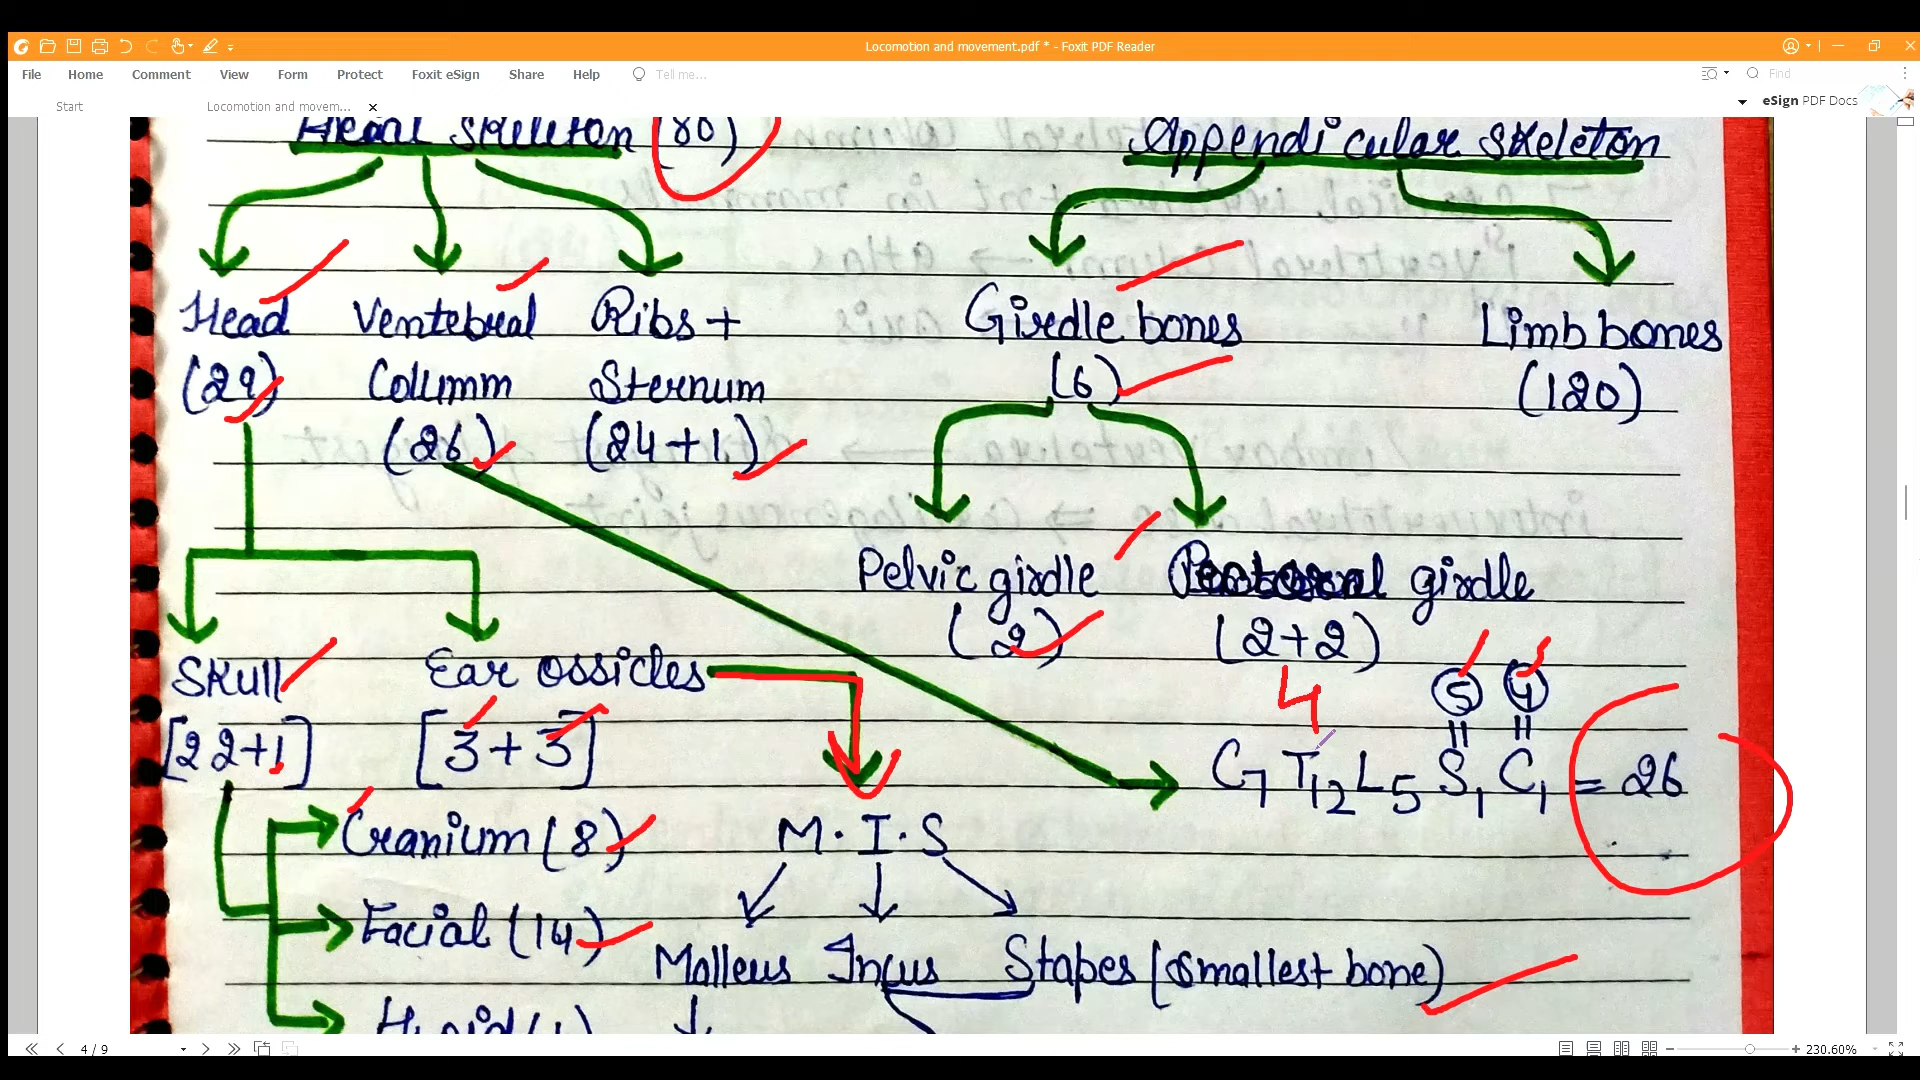 Locomotion and movement.pdf * - Foxit PDF Reader
File Home Comment View Form Protect Foxit eSign Share Help Tell me... Find
Start Locomotion and movem... eSign PDF Docs
Skeleton (80) Appendicular Skeleton
Head Ventebral Ribs + Girdle bones Limb bones
(29) Column Sternum (6) (120)
(26) (24+1)
Pelvic girdle girdle
(2) (2+2)
4
Skull Ear ossicles 5 4
[22+1] [3+3] C7 T12 L5 S1 C1 = 26
Cranium (8) M.I.S
Facial (14) Malleus Incus Stapes (smallest bone)
4 / 9 230.60%